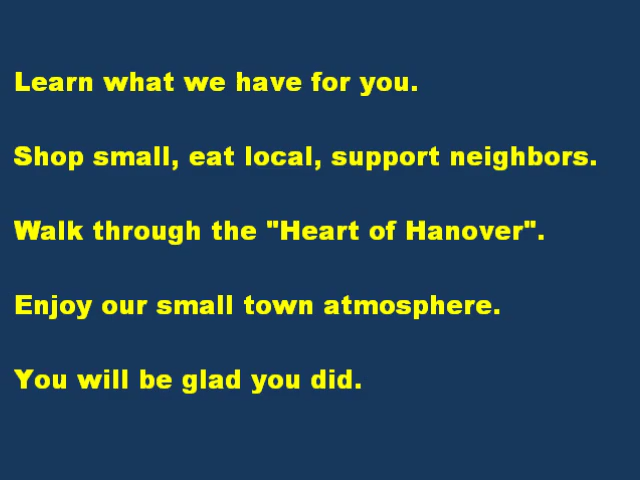 Learn what we have for you.
Shop small, eat local, support neighbors.
Walk through the "Heart of Hanover".
Enjoy our small town atmosphere.
You will be glad you did.